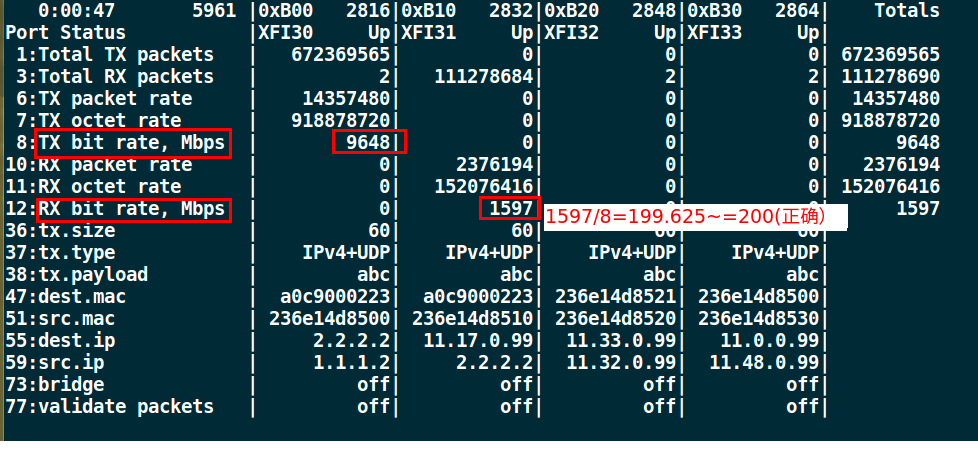 0:00:47 5961 |0xB00 2816|0xB10 2832|0xB20 2848|0xB30 2864| Totals
Port Status |XFI30 Up|XFI31 Up|XFI32 Up|XFI33 Up|
1:Total TX packets | 672369565| 0| 0| 0| 672369565
3:Total RX packets | 2| 111278684| 2| 2| 111278690
6:TX packet rate | 14357480| 0| 0| 0| 14357480
7:TX octet rate | 918878720| 0| 0| 0| 918878720
8:TX bit rate, Mbps | 9648| 0| 0| 0| 9648
10:RX packet rate | 0| 2376194| 0| 0| 2376194
11:RX octet rate | 0| 152076416| 0| 0| 152076416
12:RX bit rate, Mbps | 0| 1597| 1597/8=199.625~=200(正确) 1597
36:tx.size | 60| 60| 60| 60|
37:tx.type | IPv4+UDP| IPv4+UDP| IPv4+UDP| IPv4+UDP|
38:tx.payload | abc| abc| abc| abc|
47:dest.mac | a0c9000223| a0c9000223| 236e14d8521| 236e14d8500|
51:src.mac | 236e14d8500| 236e14d8510| 236e14d8520| 236e14d8530|
55:dest.ip | 2.2.2.2| 11.17.0.99| 11.33.0.99| 11.0.0.99|
59:src.ip | 1.1.1.2| 2.2.2.2| 11.32.0.99| 11.48.0.99|
73:bridge | off| off| off| off|
77:validate packets | off| off| off| off|